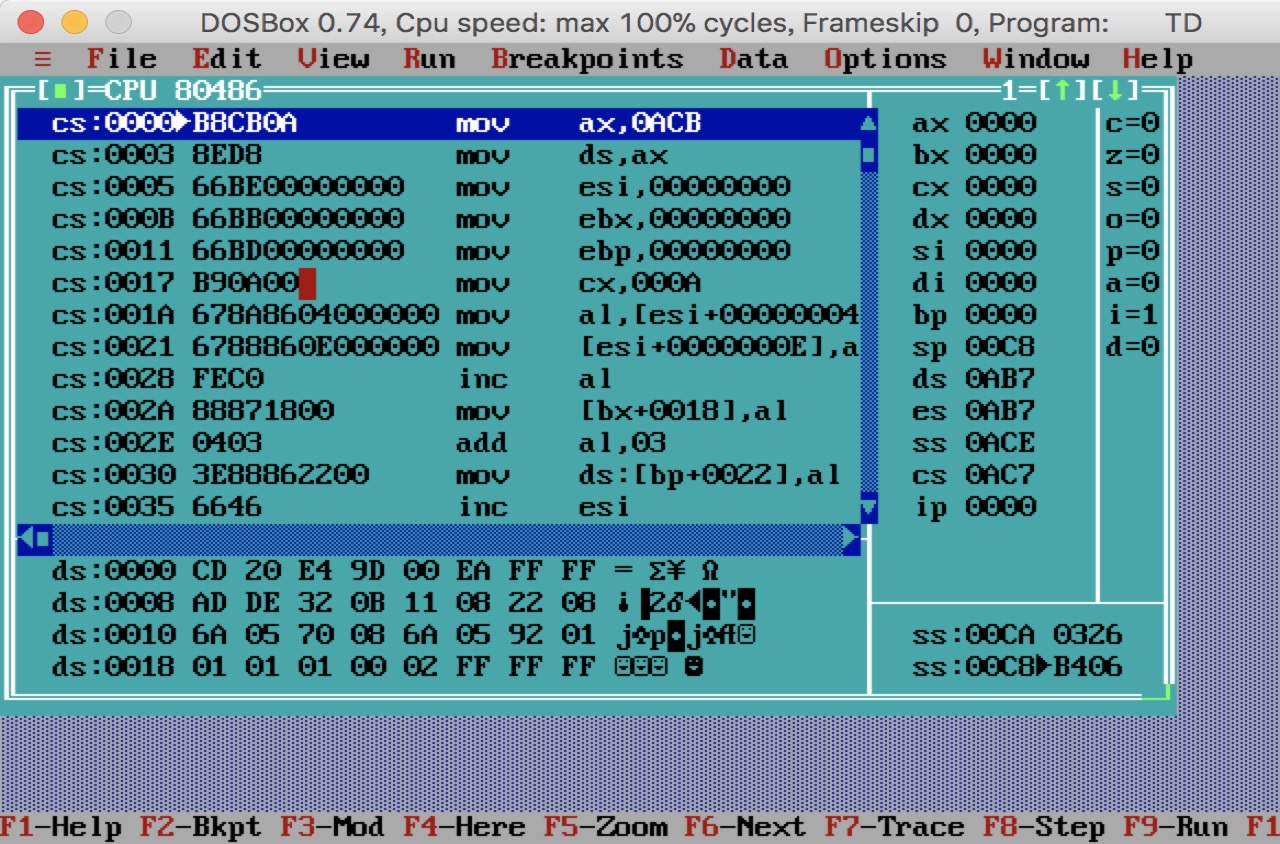 DOSBox 0.74, Cpu speed: max 100% cycles, Frameskip 0, Program: TD
≡ File Edit View Run Breakpoints Data Options Window Help
[■]=CPU 80486 1=[↑][↓]
cs:0000►B8CB0A mov ax,0ACB ax 0000 c=0
cs:0003 8ED8 mov ds,ax bx 0000 z=0
cs:0005 66BE00000000 mov esi,00000000 cx 0000 s=0
cs:000B 66BB00000000 mov ebx,00000000 dx 0000 o=0
cs:0011 66BD00000000 mov ebp,00000000 si 0000 p=0
cs:0017 B90A00 mov cx,000A di 0000 a=0
cs:001A 678A8604000000 mov al,[esi+00000004 bp 0000 i=1
cs:0021 6788860E000000 mov [esi+0000000E],a sp 00C8 d=0
cs:0028 FEC0 inc al ds 0AB7
cs:002A 88871800 mov [bx+0018],al es 0AB7
cs:002E 0403 add al,03 ss 0ACE
cs:0030 3E88862200 mov ds:[bp+0022],al cs 0AC7
cs:0035 6646 inc esi ip 0000
ds:0000 CD 20 E4 9D 00 EA FF FF = Σ¥ Ω
ds:0008 AD DE 32 0B 11 08 22 08 ¡ ▐2♂◄◘"◘
ds:0010 6A 05 70 08 6A 05 92 01 j♣p◘j♣Æ☺ ss:00CA 0326
ds:0018 01 01 01 00 02 FF FF FF ☺☺☺ ☻ ss:00C8►B406
F1-Help F2-Bkpt F3-Mod F4-Here F5-Zoom F6-Next F7-Trace F8-Step F9-Run F1